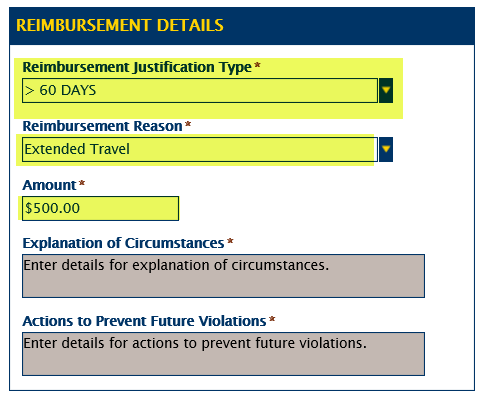 REIMBURSEMENT DETAILS
Reimbursement Justification Type*
> 60 DAYS
Reimbursement Reason*
Extended Travel
Amount*
$500.00
Explanation of Circumstances*
Enter details for explanation of circumstances.
Actions to Prevent Future Violations*
Enter details for actions to prevent future violations.